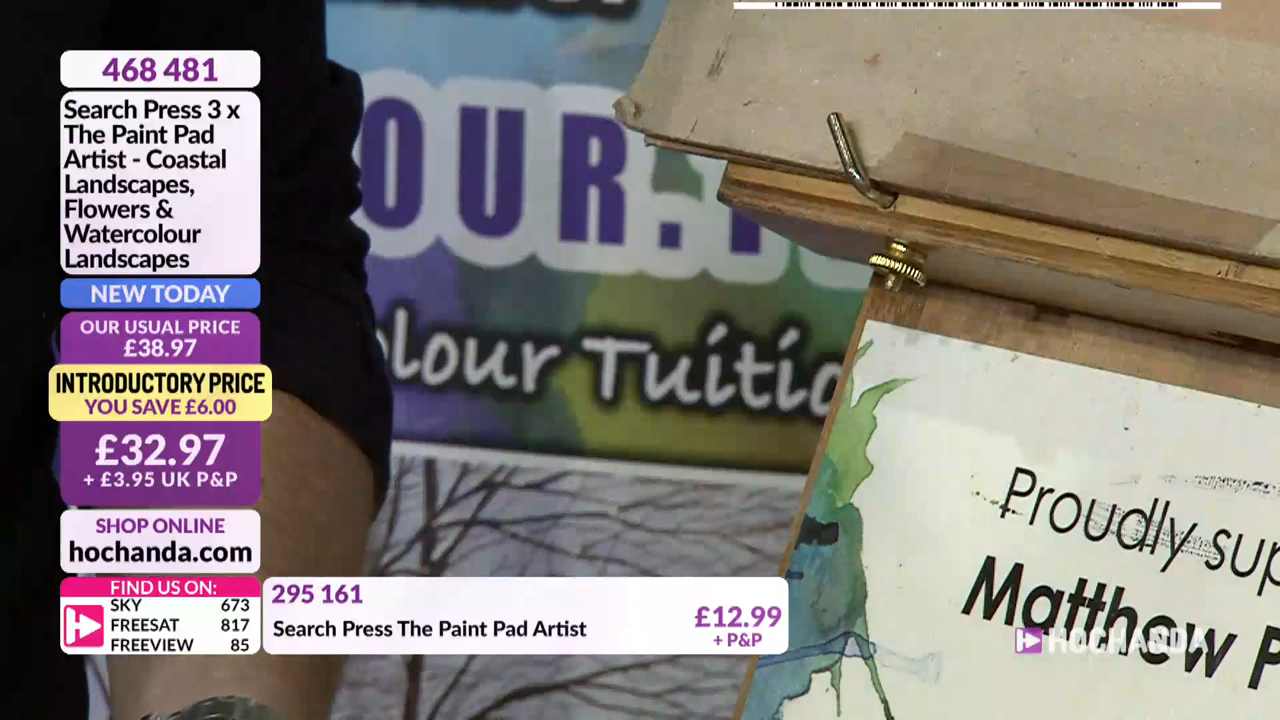 468 481
Search Press 3 x
The Paint Pad
Artist - Coastal
Landscapes,
Flowers &
Watercolour
Landscapes
NEW TODAY
OUR USUAL PRICE
£38.97
INTRODUCTORY PRICE
YOU SAVE £6.00
£32.97
+ £3.95 UK P&P
SHOP ONLINE
hochanda.com
FIND US ON:
SKY 673
FREESAT 817
FREEVIEW 85
295 161
Search Press The Paint Pad Artist
£12.99
+ P&P
OUR.
lour Tuitio
Proudly sup
Matthew P
HOCHANDA